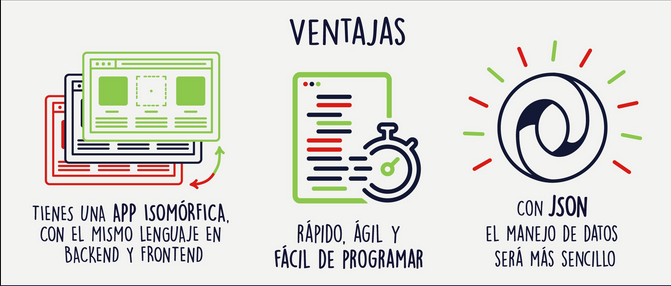 VENTAJAS
TIENES UNA APP ISOMÓRFICA,
CON EL MISMO LENGUAJE EN
BACKEND Y FRONTEND
RÁPIDO, ÁGIL Y
FÁCIL DE PROGRAMAR
CON JSON
EL MANEJO DE DATOS
SERÁ MÁS SENCILLO